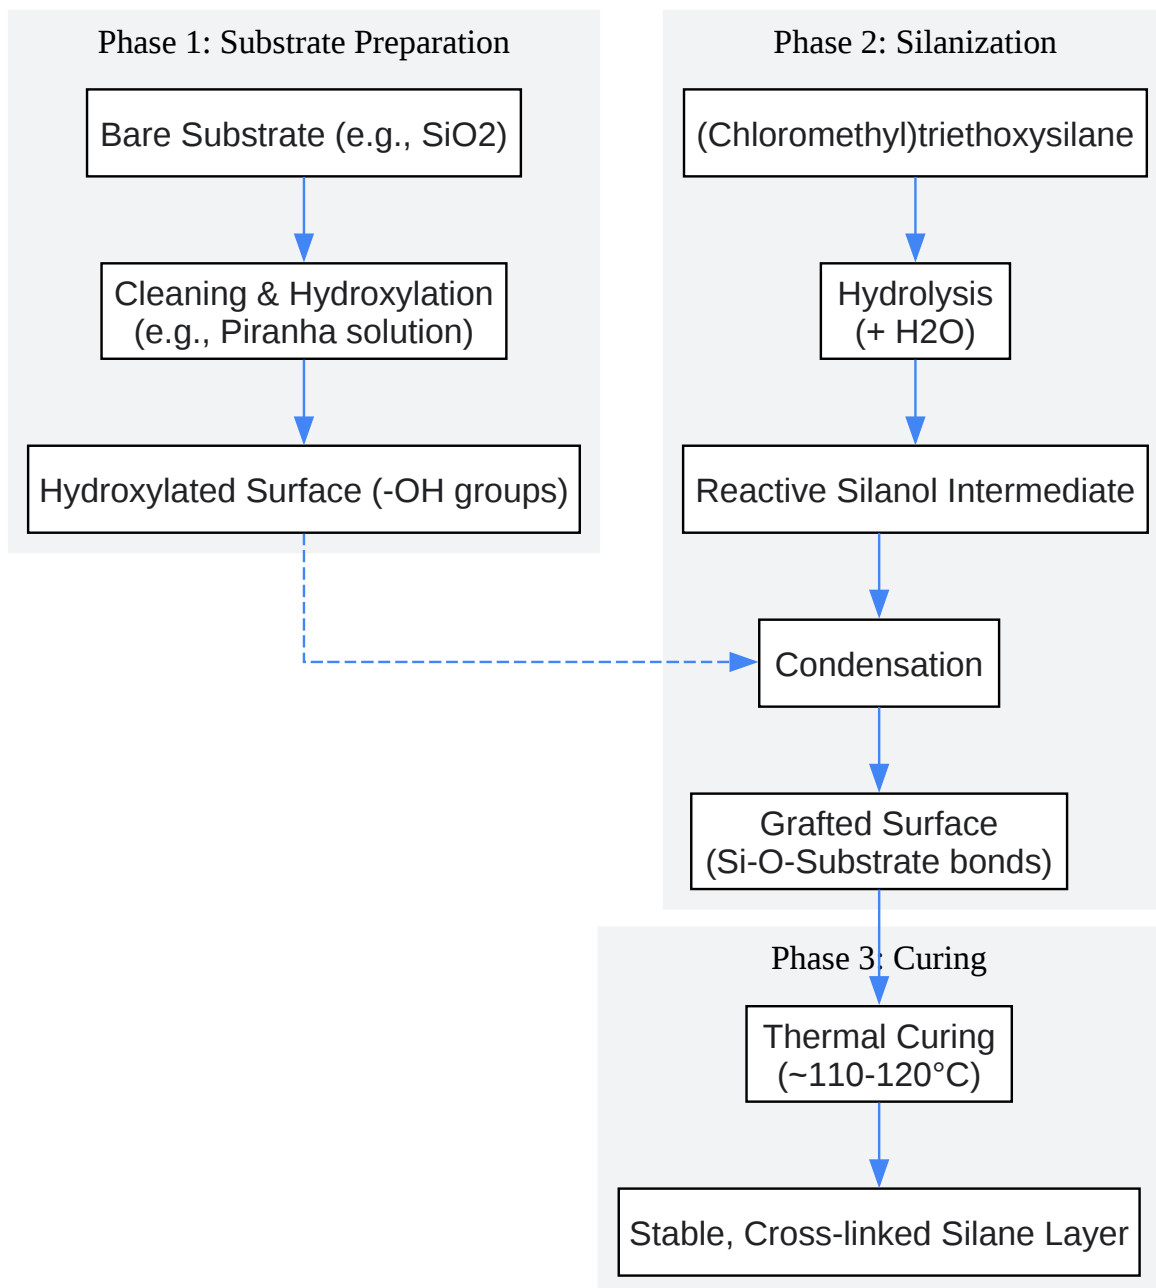 Phase 1: Substrate Preparation
Bare Substrate (e.g., SiO2)
Cleaning & Hydroxylation
(e.g., Piranha solution)
Hydroxylated Surface (-OH groups)
Phase 2: Silanization
(Chloromethyl)triethoxysilane
Hydrolysis
(+ H2O)
Reactive Silanol Intermediate
Condensation
Grafted Surface
(Si-O-Substrate bonds)
Phase 3: Curing
Thermal Curing
(~110-120°C)
Stable, Cross-linked Silane Layer